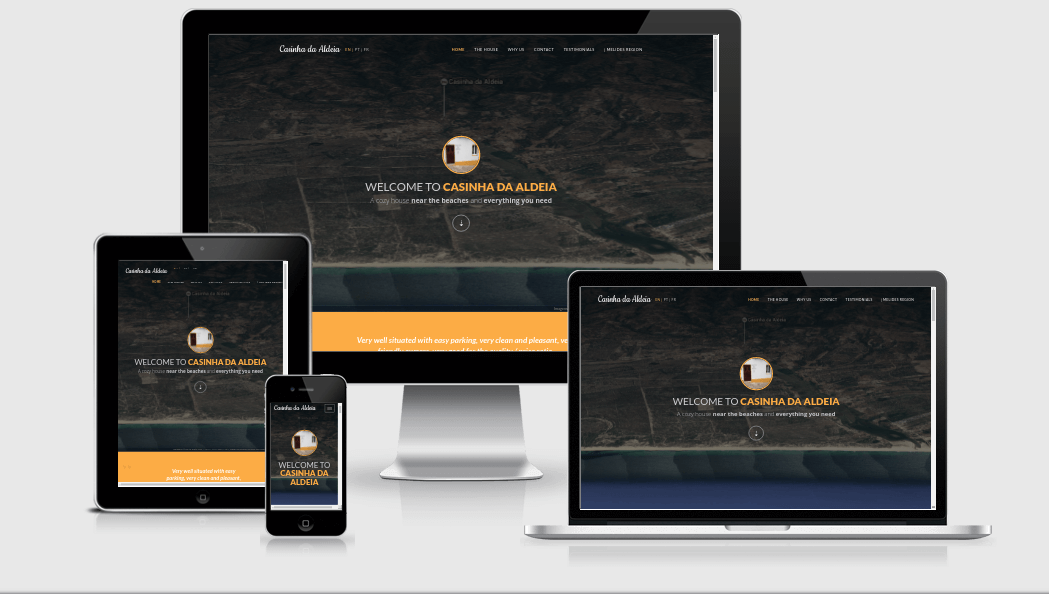 Casinha da Aldeia EN | PT | FR HOME THE HOUSE WHY US CONTACT TESTIMONIALS | MELIDES REGION
Casinha da Aldeia
WELCOME TO CASINHA DA ALDEIA
A cozy house near the beaches and everything you need
Very well situated with easy parking, very clean and pleasant, ve
Casinha da Aldeia
HOME
Casinha da Aldeia
WELCOME TO CASINHA DA ALDEIA
A cozy house near the beaches and everything you need
Very well situated with easy
parking, very clean and pleasant,
Casinha da Aldeia
WELCOME TO
CASINHA DA
ALDEIA
Casinha da Aldeia EN | PT | FR HOME THE HOUSE WHY US CONTACT TESTIMONIALS | MELIDES REGION
Casinha da Aldeia
WELCOME TO CASINHA DA ALDEIA
A cozy house near the beaches and everything you need